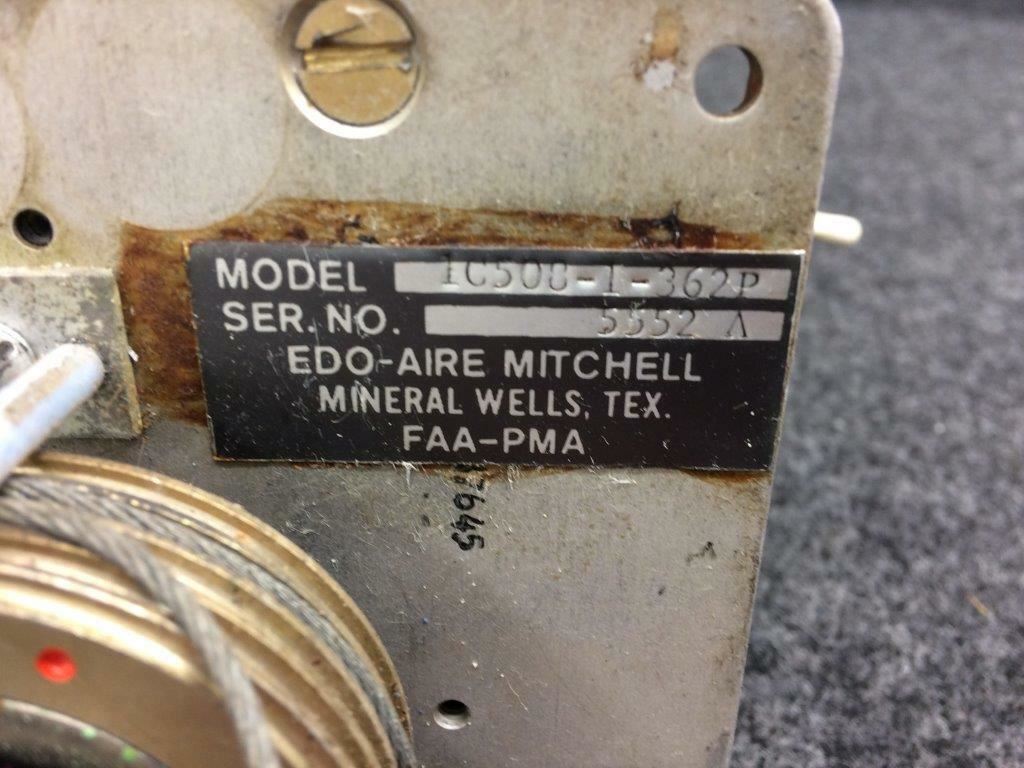 MODEL 1C508-1-362P
SER. NO. 5552 A
EDO-AIRE MITCHELL
MINERAL WELLS, TEX.
FAA-PMA